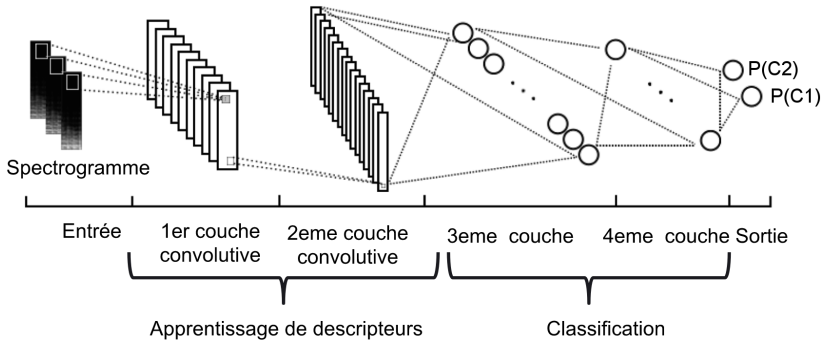 P(C2)
P(C1)
Spectrogramme
Entrée
1er couche
convolutive
2eme couche
convolutive
3eme couche
4eme couche
Sortie
Apprentissage de descripteurs
Classification